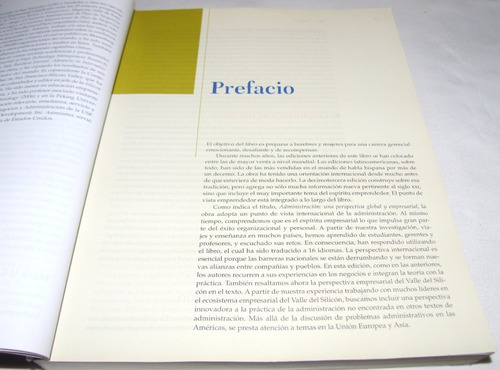 Prefacio
El objetivo del libro es preparar a hombres y mujeres para una carrera gerencial
emocionante, desafiante y de recompensas.
Durante muchos años, las ediciones anteriores de este libro se han colocado
entre las de mayor venta a nivel mundial. Las ediciones latinoamericanas, sobre
todo, han sido de las más vendidas en el mundo de habla hispana por más de
un decenio. La obra ha tenido una orientación internacional desde mucho antes
de que estuviera de moda hacerlo. La decimotercera edición construye sobre esa
tradición, pero agrega no sólo mucha información nueva pertinente al siglo XXI,
sino que incluye el muy importante tema del espíritu emprendedor. El punto de
vista emprendedor está integrado a lo largo del libro.
Como indica el título, Administración: una perspectiva global y empresarial, la
obra adopta un punto de vista internacional de la administración. Al mismo
tiempo, comprendemos que es el espíritu empresarial lo que impulsa gran par-
te del éxito organizacional y personal. A partir de nuestra investigación, via-
jes y enseñanza en muchos países, hemos aprendido de estudiantes, gerentes y
profesores, y escuchado sus retos. En consecuencia, han respondido utilizando
el libro, el cual ha sido traducido a 16 idiomas. La perspectiva internacional es
esencial porque las barreras nacionales se están derrumbando y se forman nue-
vas alianzas entre compañías y pueblos. En esta edición, como en las anteriores,
los autores recurren a sus experiencias en los negocios e integran la teoría con la
práctica. También resaltamos ahora la perspectiva empresarial del Valle del Sili-
cón en el texto. A partir de nuestra experiencia trabajando con muchos líderes en
el ecosistema empresarial del Valle del Silicón, buscamos incluir una perspectiva
innovadora a la práctica de la administración no encontrada en otros textos de
administración. Más allá de la discusión de problemas administrativos en las
Américas, se presta atención a temas en la Unión Europea y Asia.